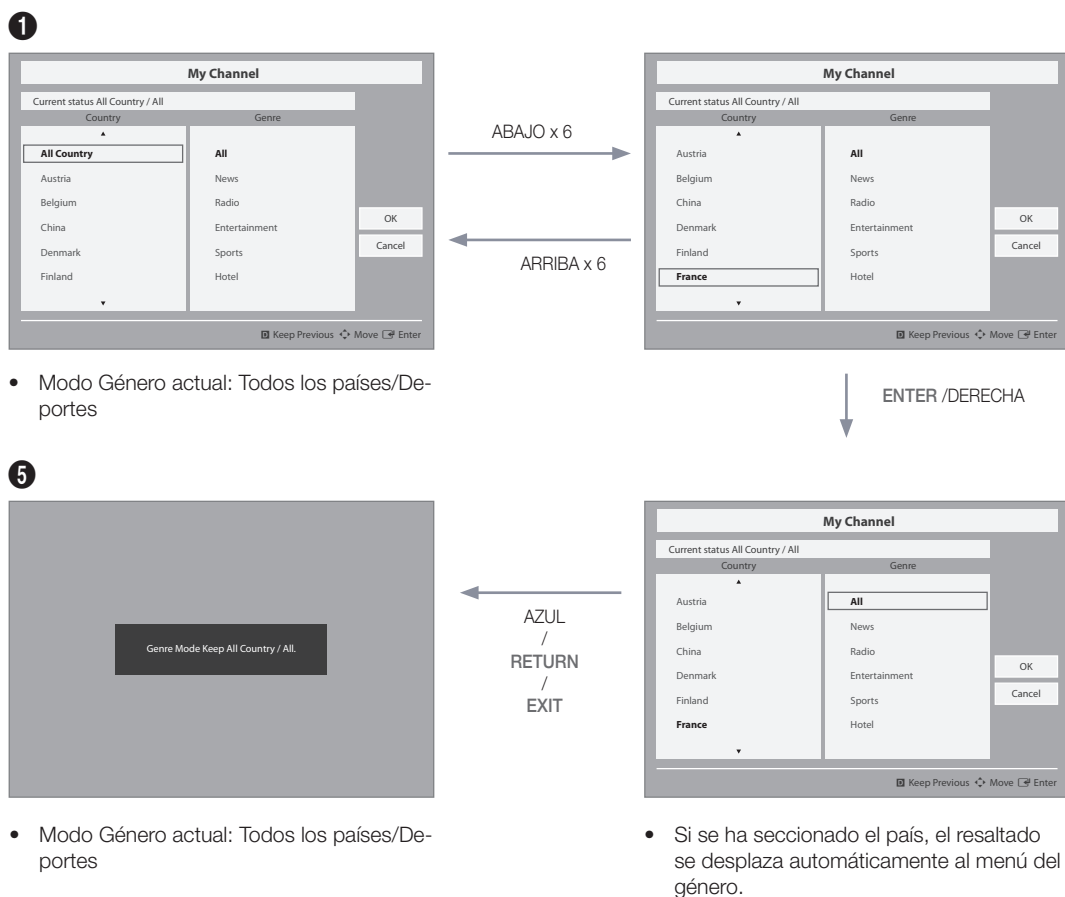 ❶
My Channel
Current status All Country / All
Country Genre
▲
All Country All
Austria News
Belgium Radio
China Entertainment
Denmark Sports
Finland Hotel
▼
OK
Cancel
D Keep Previous Move Enter
ABAJO x 6
ARRIBA x 6
My Channel
Current status All Country / All
Country Genre
▲
Austria All
Belgium News
China Radio
Denmark Entertainment
Finland Sports
France Hotel
▼
OK
Cancel
D Keep Previous Move Enter
• Modo Género actual: Todos los países/De-
portes
ENTER /DERECHA
❺
Genre Mode Keep All Country / All.
AZUL
/
RETURN
/
EXIT
My Channel
Current status All Country / All
Country Genre
▲
Austria All
Belgium News
China Radio
Denmark Entertainment
Finland Sports
France Hotel
▼
OK
Cancel
D Keep Previous Move Enter
• Modo Género actual: Todos los países/De-
portes
• Si se ha seccionado el país, el resaltado
se desplaza automáticamente al menú del
género.